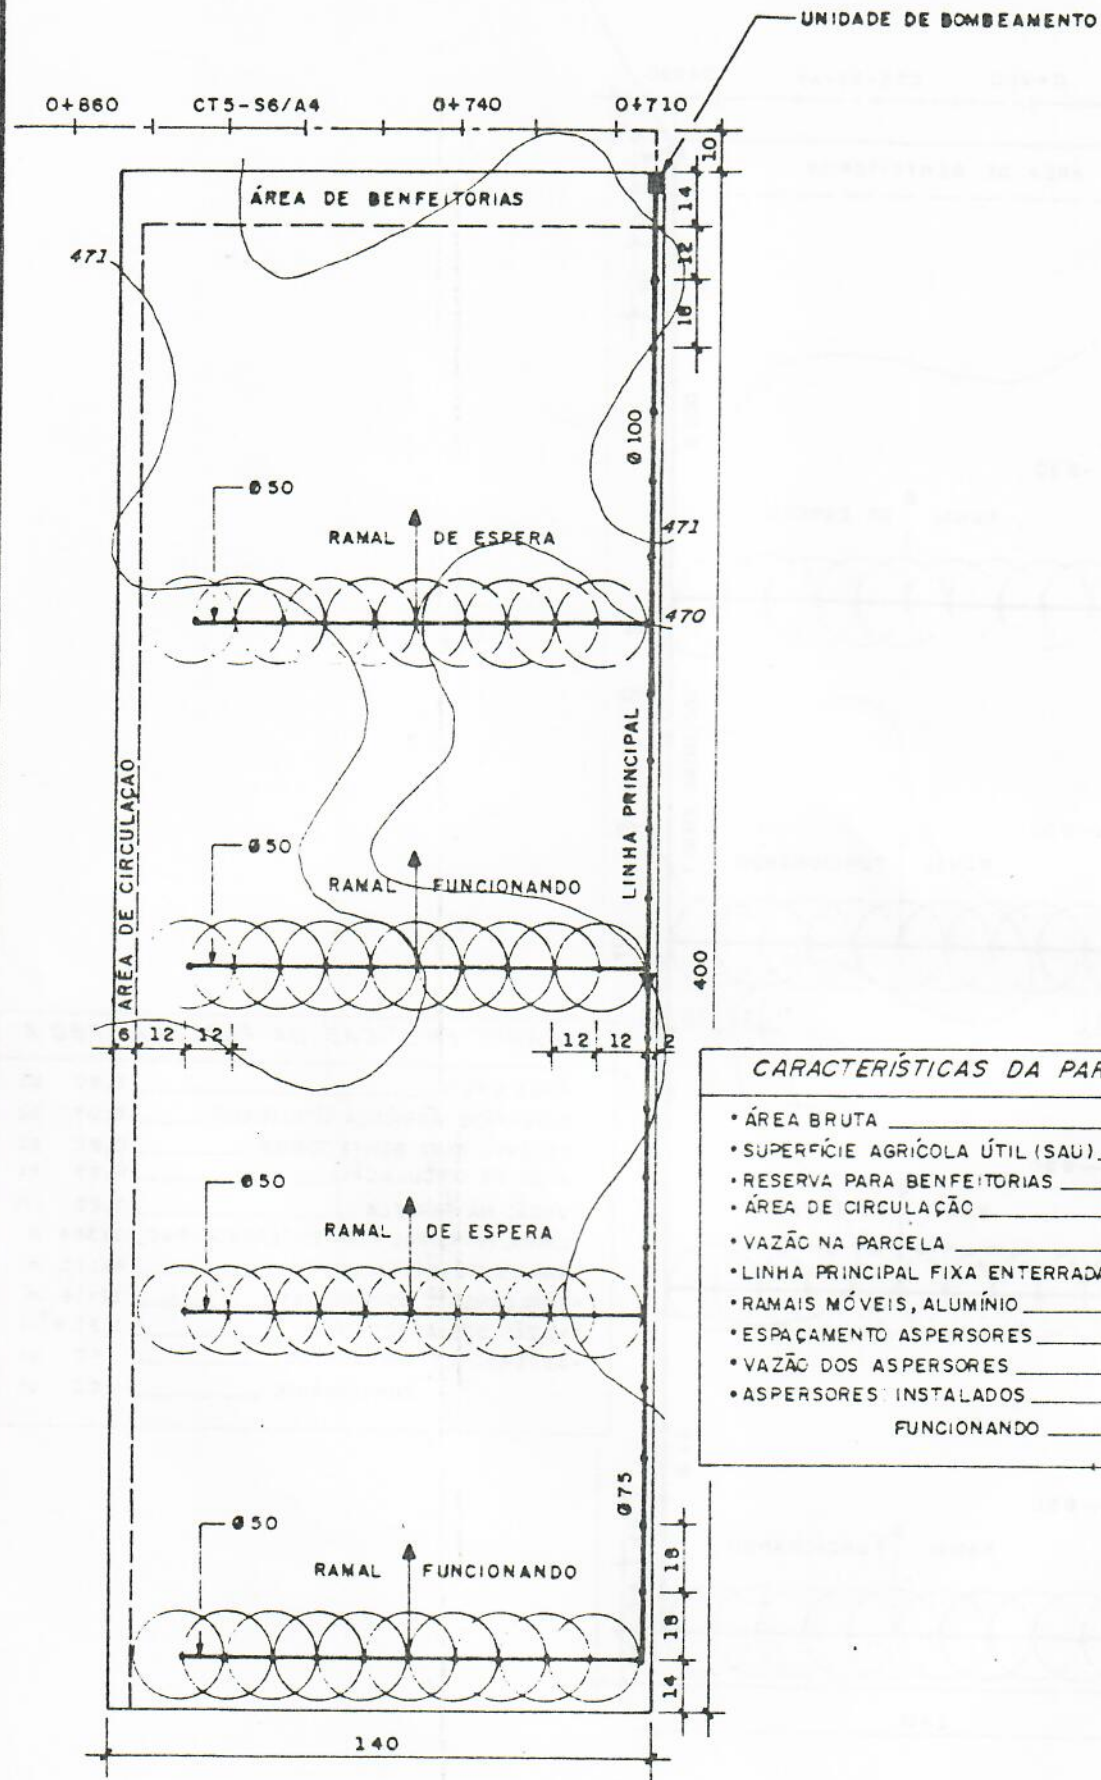 UNIDADE DE BOMBEAMENTO
0+860 CT5-S6/A4 0+740 0+710
10
ÁREA DE BENFEITORIAS
14
471
12
18
Ø 100
Ø 50
471
RAMAL DE ESPERA
470
LINHA PRINCIPAL
ÁREA DE CIRCULAÇÃO
Ø 50
RAMAL FUNCIONANDO
400
6 12 12 12 12 2
CARACTERÍSTICAS DA PAR
• ÁREA BRUTA
• SUPERFÍCIE AGRÍCOLA ÚTIL (SAU)
• RESERVA PARA BENFEITORIAS
• ÁREA DE CIRCULAÇÃO
• VAZÃO NA PARCELA
• LINHA PRINCIPAL FIXA ENTERRADA
• RAMAIS MÓVEIS, ALUMÍNIO
• ESPAÇAMENTO ASPERSORES
• VAZÃO DOS ASPERSORES
• ASPERSORES: INSTALADOS
FUNCIONANDO
Ø 50
RAMAL DE ESPERA
Ø 75
Ø 50
RAMAL FUNCIONANDO
18
18
14
140